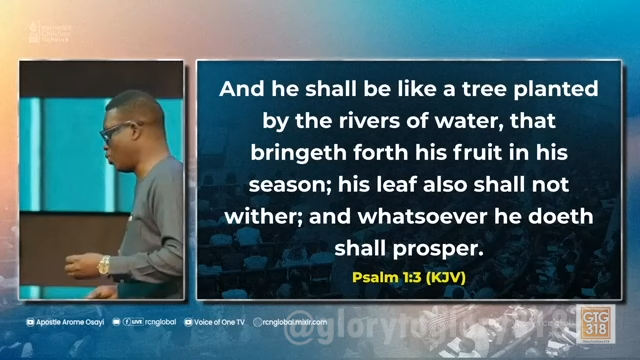 And he shall be like a tree planted
by the rivers of water, that
bringeth forth his fruit in his
season; his leaf also shall not
wither; and whatsoever he doeth
shall prosper.
Psalm 1:3 (KJV)
Apostle Arome Osayi LIVE rcnglobal Voice of One TV rcnglobal.mixlr.com
GTG
318